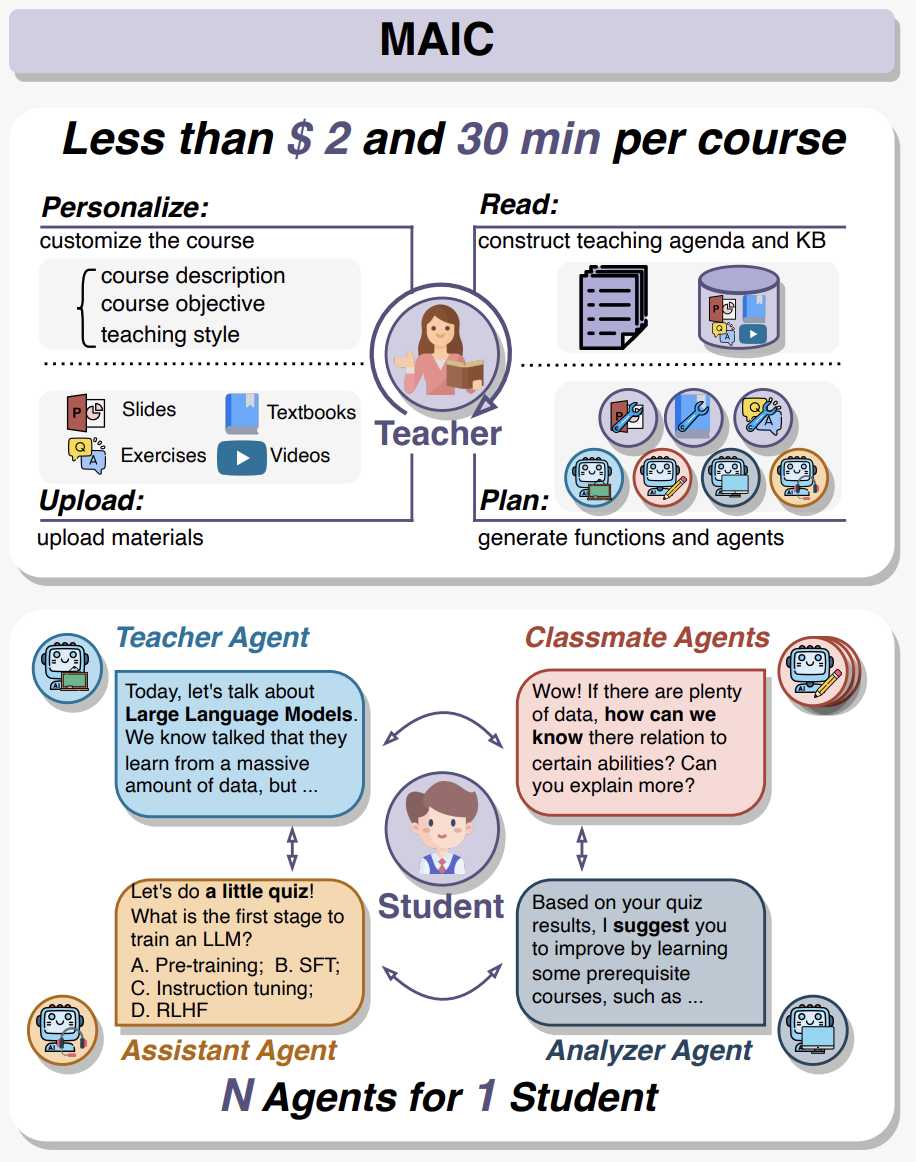 MAIC
Less than $ 2 and 30 min per course
Personalize:
customize the course
course description
course objective
teaching style
Slides
Textbooks
Exercises
Videos
Upload:
upload materials
Teacher
Read:
construct teaching agenda and KB
Plan:
generate functions and agents
Teacher Agent
Today, let's talk about
Large Language Models.
We know talked that they
learn from a massive
amount of data, but ...
Classmate Agents
Wow! If there are plenty
of data, how can we
know there relation to
certain abilities? Can
you explain more?
Student
Let's do a little quiz!
What is the first stage to
train an LLM?
A. Pre-training; B. SFT;
C. Instruction tuning;
D. RLHF
Assistant Agent
Based on your quiz
results, I suggest you
to improve by learning
some prerequisite
courses, such as ...
Analyzer Agent
N Agents for 1 Student